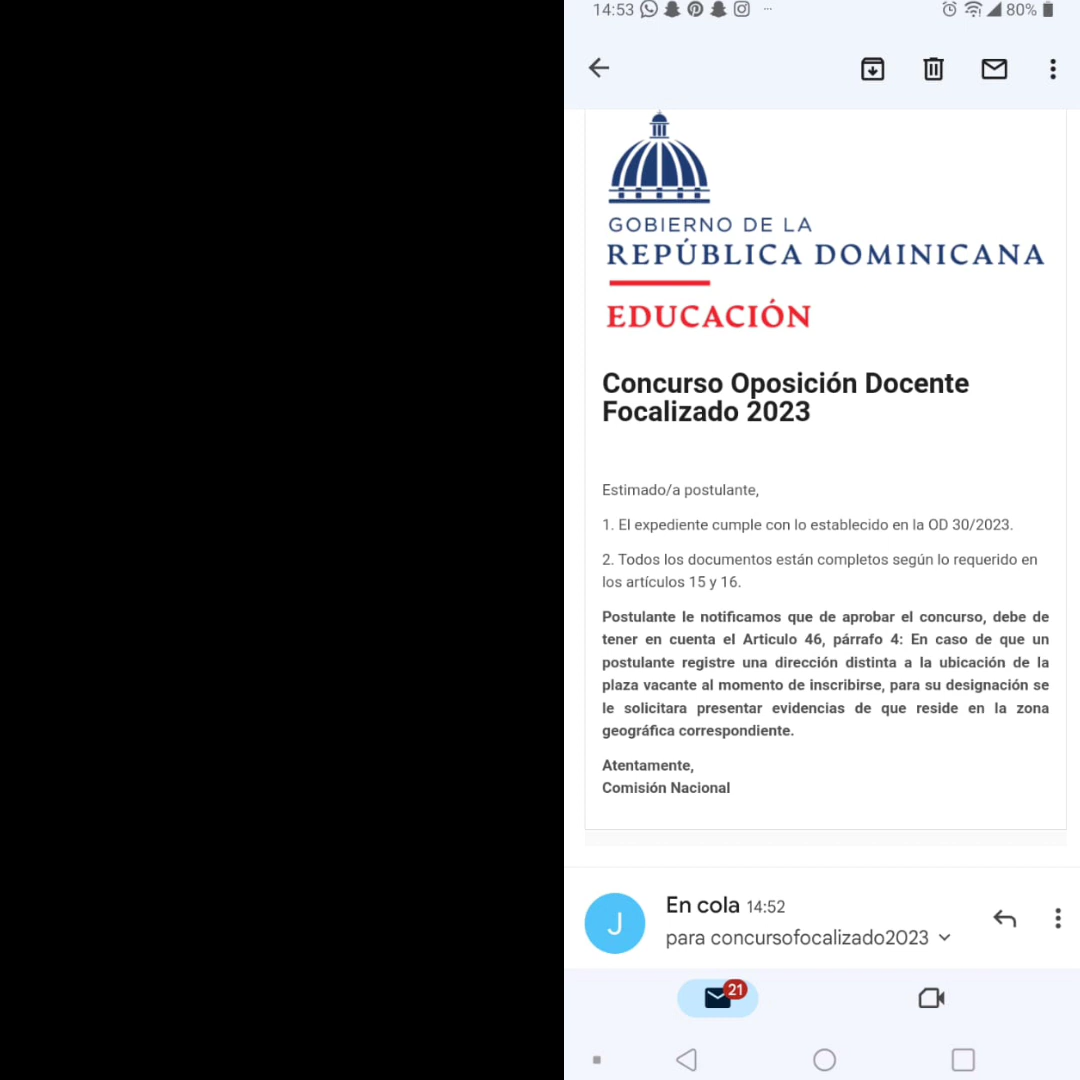 14:53 80%
GOBIERNO DE LA
REPÚBLICA DOMINICANA
EDUCACIÓN
Concurso Oposición Docente
Focalizado 2023
Estimado/a postulante,
1. El expediente cumple con lo establecido en la OD 30/2023.
2. Todos los documentos están completos según lo requerido en
los artículos 15 y 16.
Postulante le notificamos que de aprobar el concurso, debe de
tener en cuenta el Articulo 46, párrafo 4: En caso de que un
postulante registre una dirección distinta a la ubicación de la
plaza vacante al momento de inscribirse, para su designación se
le solicitara presentar evidencias de que reside en la zona
geográfica correspondiente.
Atentamente,
Comisión Nacional
J
En cola 14:52
para concursofocalizado2023
21